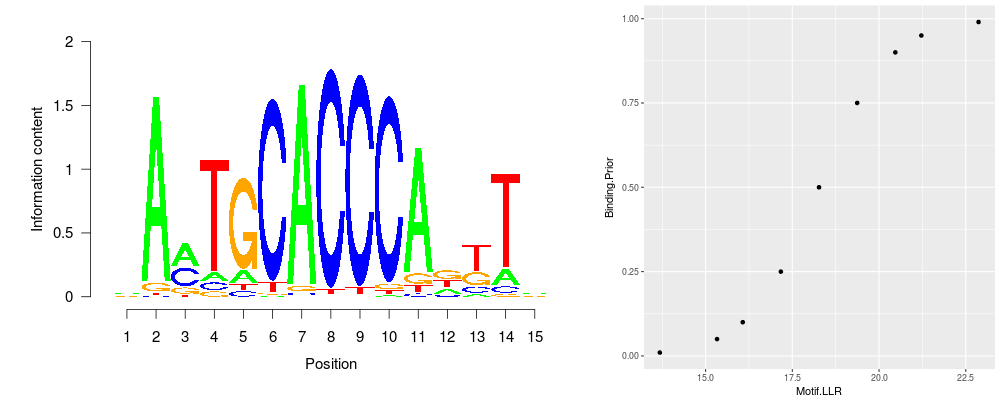 2
1.5
1
0.5
0
Information content
A A T G C A C C C A G T T
C A A G G T G A
1 2 3 4 5 6 7 8 9 10 11 12 13 14 15
Position
1.00
0.75
0.50
0.25
0.00
Binding.Prior
15.0 17.5 20.0 22.5
Motif.LLR